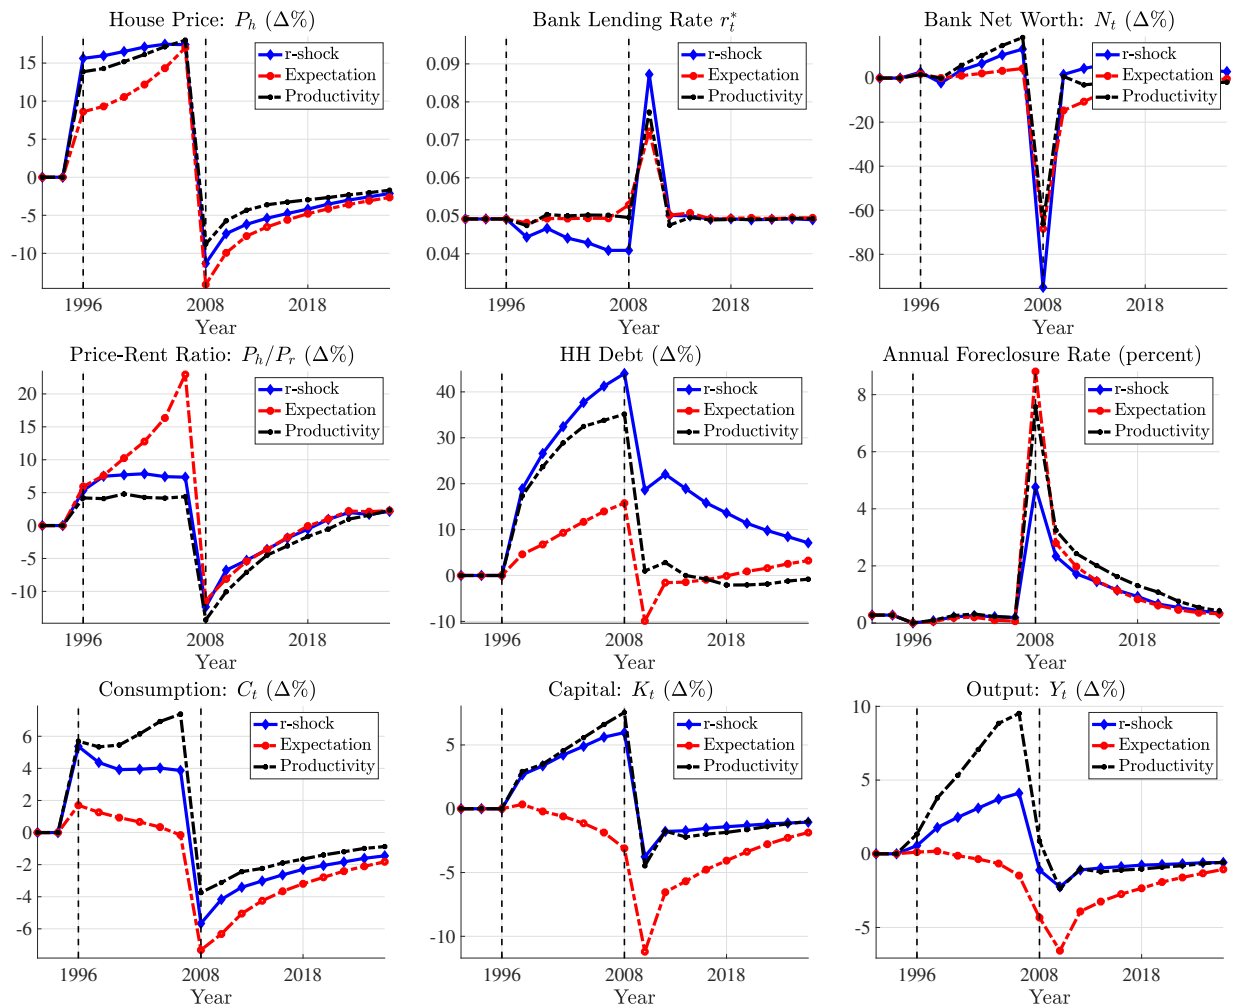 House Price: P_h (Δ%)
15
10
5
0
-5
-10
r-shock
Expectation
Productivity
1996
2008
2018
Year
Bank Lending Rate r_t^*
0.09
0.08
0.07
0.06
0.05
0.04
r-shock
Expectation
Productivity
1996
2008
2018
Year
Bank Net Worth: N_t (Δ%)
0
-20
-40
-60
-80
r-shock
Expectation
Productivity
1996
2008
2018
Year
Price-Rent Ratio: P_h/P_r (Δ%)
20
15
10
5
0
-5
-10
r-shock
Expectation
Productivity
1996
2008
2018
Year
HH Debt (Δ%)
40
30
20
10
0
-10
r-shock
Expectation
Productivity
1996
2008
2018
Year
Annual Foreclosure Rate (percent)
8
6
4
2
0
r-shock
Expectation
Productivity
1996
2008
2018
Year
Consumption: C_t (Δ%)
6
4
2
0
-2
-4
-6
r-shock
Expectation
Productivity
1996
2008
2018
Year
Capital: K_t (Δ%)
5
0
-5
-10
r-shock
Expectation
Productivity
1996
2008
2018
Year
Output: Y_t (Δ%)
10
5
0
-5
r-shock
Expectation
Productivity
1996
2008
2018
Year